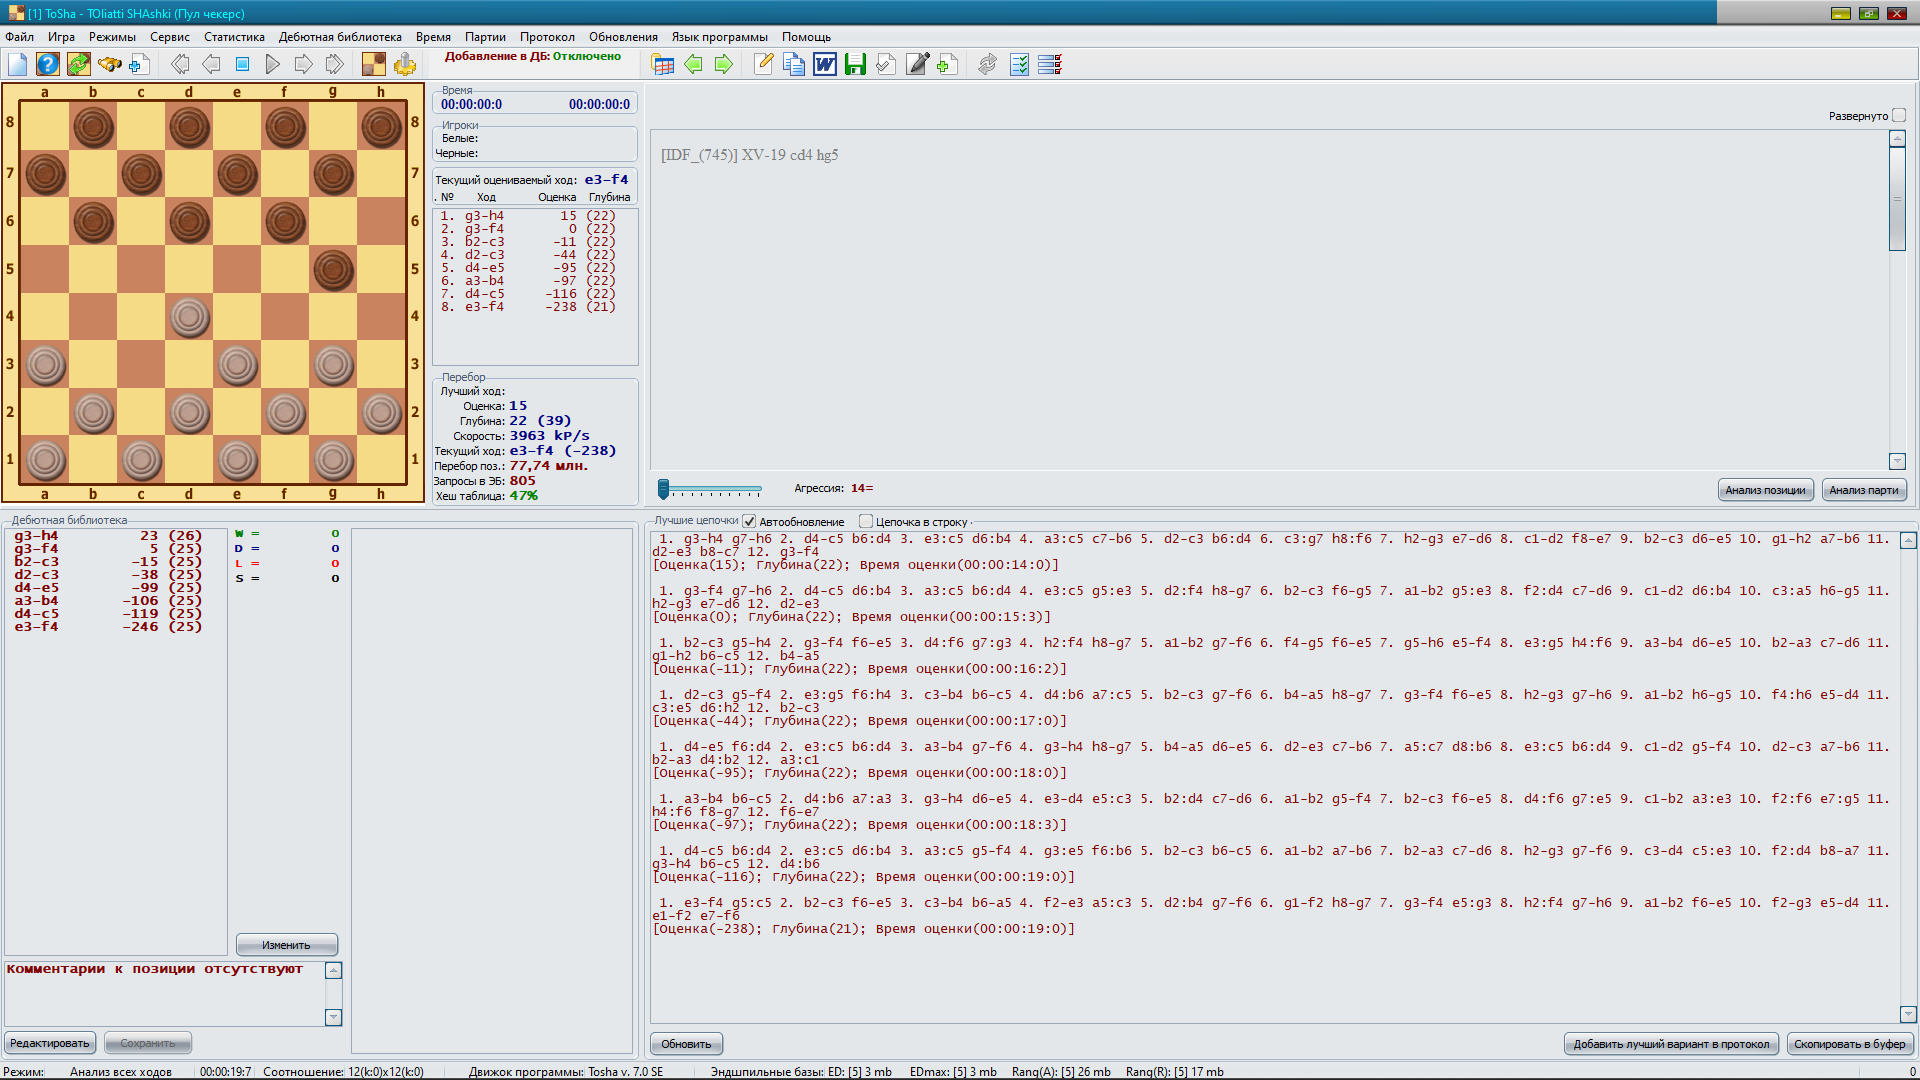 [1] ToSha - TOliatti SHAshki (Пул чекерс)
Файл Игра Режимы Сервис Статистика Дебютная библиотека Время Партии Протокол Обновления Язык программы Помощь
Добавление в ДБ: Отключено
a b c d e f g h
8 8
7 7
6 6
5 5
4 4
3 3
2 2
1 1
a b c d e f g h
Время
00:00:00:0 00:00:00:0
Игроки
Белые:
Черные:
Текущий оцениваемый ход: e3-f4
. № Ход Оценка Глубина
1. g3-h4 15 (22)
2. g3-f4 0 (22)
3. b2-c3 -11 (22)
4. d2-c3 -44 (22)
5. d4-e5 -95 (22)
6. a3-b4 -97 (22)
7. d4-c5 -116 (22)
8. e3-f4 -238 (21)
Перебор
Лучший ход:
Оценка: 15
Глубина: 22 (39)
Скорость: 3963 kP/s
Текущий ход: e3-f4 (-238)
Перебор поз.: 77,74 млн.
Запросы в ЭБ: 805
Хеш таблица: 47%
Развернуто
[IDF_(745)] XV-19 cd4 hg5
Агрессия: 14=
Анализ позиции Анализ парти
Дебютная библиотека
g3-h4 23 (26)
g3-f4 5 (25)
b2-c3 -15 (25)
d2-c3 -38 (25)
d4-e5 -99 (25)
a3-b4 -106 (25)
d4-c5 -119 (25)
e3-f4 -246 (25)
W = 0
D = 0
L = 0
S = 0
Изменить
Комментарии к позиции отсутствуют
Редактировать Сохранить
Лучшие цепочки Автообновление Цепочка в строку
1. g3-h4 g7-h6 2. d4-c5 b6:d4 3. e3:c5 d6:b4 4. a3:c5 c7-b6 5. d2-c3 b6:d4 6. c3:g7 h8:f6 7. h2-g3 e7-d6 8. c1-d2 f8-e7 9. b2-c3 d6-e5 10. g1-h2 a7-b6 11.
d2-e3 b8-c7 12. g3-f4
[Оценка(15); Глубина(22); Время оценки(00:00:14:0)]
1. g3-f4 g7-h6 2. d4-c5 d6:b4 3. a3:c5 b6:d4 4. e3:c5 g5:e3 5. d2:f4 h8-g7 6. b2-c3 f6-g5 7. a1-b2 g5:e3 8. f2:d4 c7-d6 9. c1-d2 d6:b4 10. c3:a5 h6-g5 11.
h2-g3 e7-d6 12. d2-e3
[Оценка(0); Глубина(22); Время оценки(00:00:15:3)]
1. b2-c3 g5-h4 2. g3-f4 f6-e5 3. d4:f6 g7:g3 4. h2:f4 h8-g7 5. a1-b2 g7-f6 6. f4-g5 f6-e5 7. g5-h6 e5-f4 8. e3:g5 h4:f6 9. a3-b4 d6-e5 10. b2-a3 c7-d6 11.
g1-h2 b6-c5 12. b4-a5
[Оценка(-11); Глубина(22); Время оценки(00:00:16:2)]
1. d2-c3 g5-f4 2. e3:g5 f6:h4 3. c3-b4 b6-c5 4. d4:b6 a7:c5 5. b2-c3 g7-f6 6. b4-a5 h8-g7 7. g3-f4 f6-e5 8. h2-g3 g7-h6 9. a1-b2 h6-g5 10. f4:h6 e5-d4 11.
c3:e5 d6:h2 12. b2-c3
[Оценка(-44); Глубина(22); Время оценки(00:00:17:0)]
1. d4-e5 f6:d4 2. e3:c5 b6:d4 3. a3-b4 g7-f6 4. g3-h4 h8-g7 5. b4-a5 d6-e5 6. d2-e3 c7-b6 7. a5:c7 d8:b6 8. e3:c5 b6:d4 9. c1-d2 g5-f4 10. d2-c3 a7-b6 11.
b2-a3 d4:b2 12. a3:c1
[Оценка(-95); Глубина(22); Время оценки(00:00:18:0)]
1. a3-b4 b6-c5 2. d4:b6 a7:a3 3. g3-h4 d6-e5 4. e3-d4 e5:c3 5. b2:d4 c7-d6 6. a1-b2 g5-f4 7. b2-c3 f6-e5 8. d4:f6 g7:e5 9. c1-b2 a3:e3 10. f2:f6 e7:g5 11.
h4:f6 f8-g7 12. f6-e7
[Оценка(-97); Глубина(22); Время оценки(00:00:18:3)]
1. d4-c5 b6:d4 2. e3:c5 d6:b4 3. a3:c5 g5-f4 4. g3:e5 f6:b6 5. b2-c3 b6-c5 6. a1-b2 a7-b6 7. b2-a3 c7-d6 8. h2-g3 g7-f6 9. c3-d4 c5:e3 10. f2:d4 b8-a7 11.
g3-h4 b6-c5 12. d4:b6
[Оценка(-116); Глубина(22); Время оценки(00:00:19:0)]
1. e3-f4 g5:c5 2. b2-c3 f6-e5 3. c3-b4 b6-a5 4. f2-e3 a5:c3 5. d2:b4 g7-f6 6. g1-f2 h8-g7 7. g3-f4 e5:g3 8. h2:f4 g7-h6 9. a1-b2 f6-e5 10. f2-g3 e5-d4 11.
e1-f2 e7-f6
[Оценка(-238); Глубина(21); Время оценки(00:00:19:0)]
Обновить Добавить лучший вариант в протокол Скопировать в буфер
Режим: Анализ всех ходов 00:00:19:7 Соотношение: 12(k:0)x12(k:0) Движок программы: Tosha v. 7.0 SE Эндшпильные базы: ED: [5] 3 mb EDmax: [5] 3 mb Rang(A): [5] 26 mb Rang(R): [5] 17 mb 0